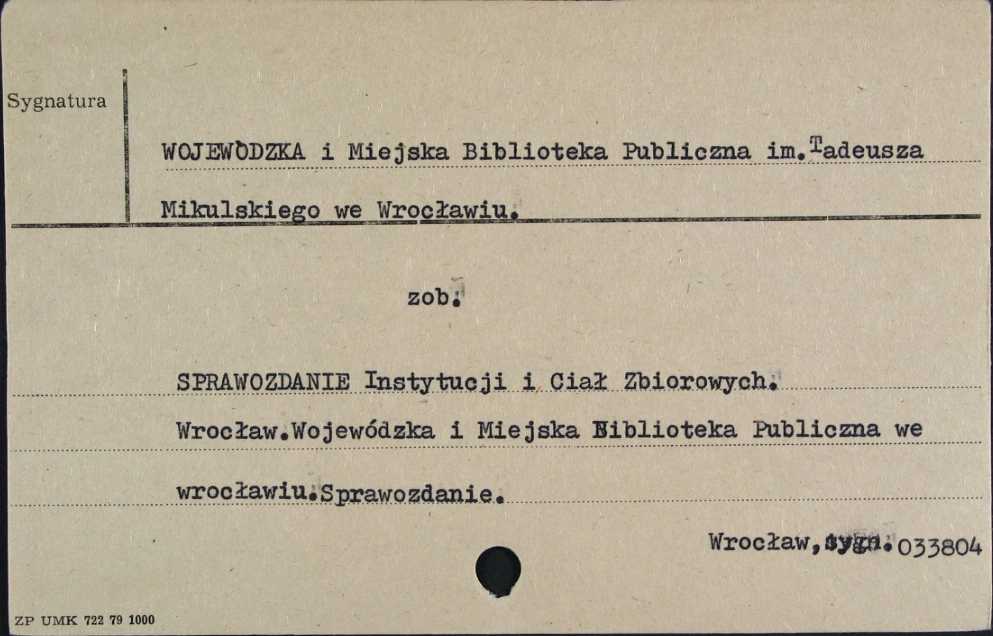 Sygnatura
WOJEWÓDZKA i Miejska Biblioteka Publiczna im.Tadeusza
Mikulskiego we Wrocławiu.
zob.
SPRAWOZDANIE Instytucji i Ciał Zbiorowych.
Wrocław.Wojewódzka i Miejska Biblioteka Publiczna we
wrocławiu.Sprawozdanie.
Wrocław,sygn.033804
ZP UMK 722 79 1000